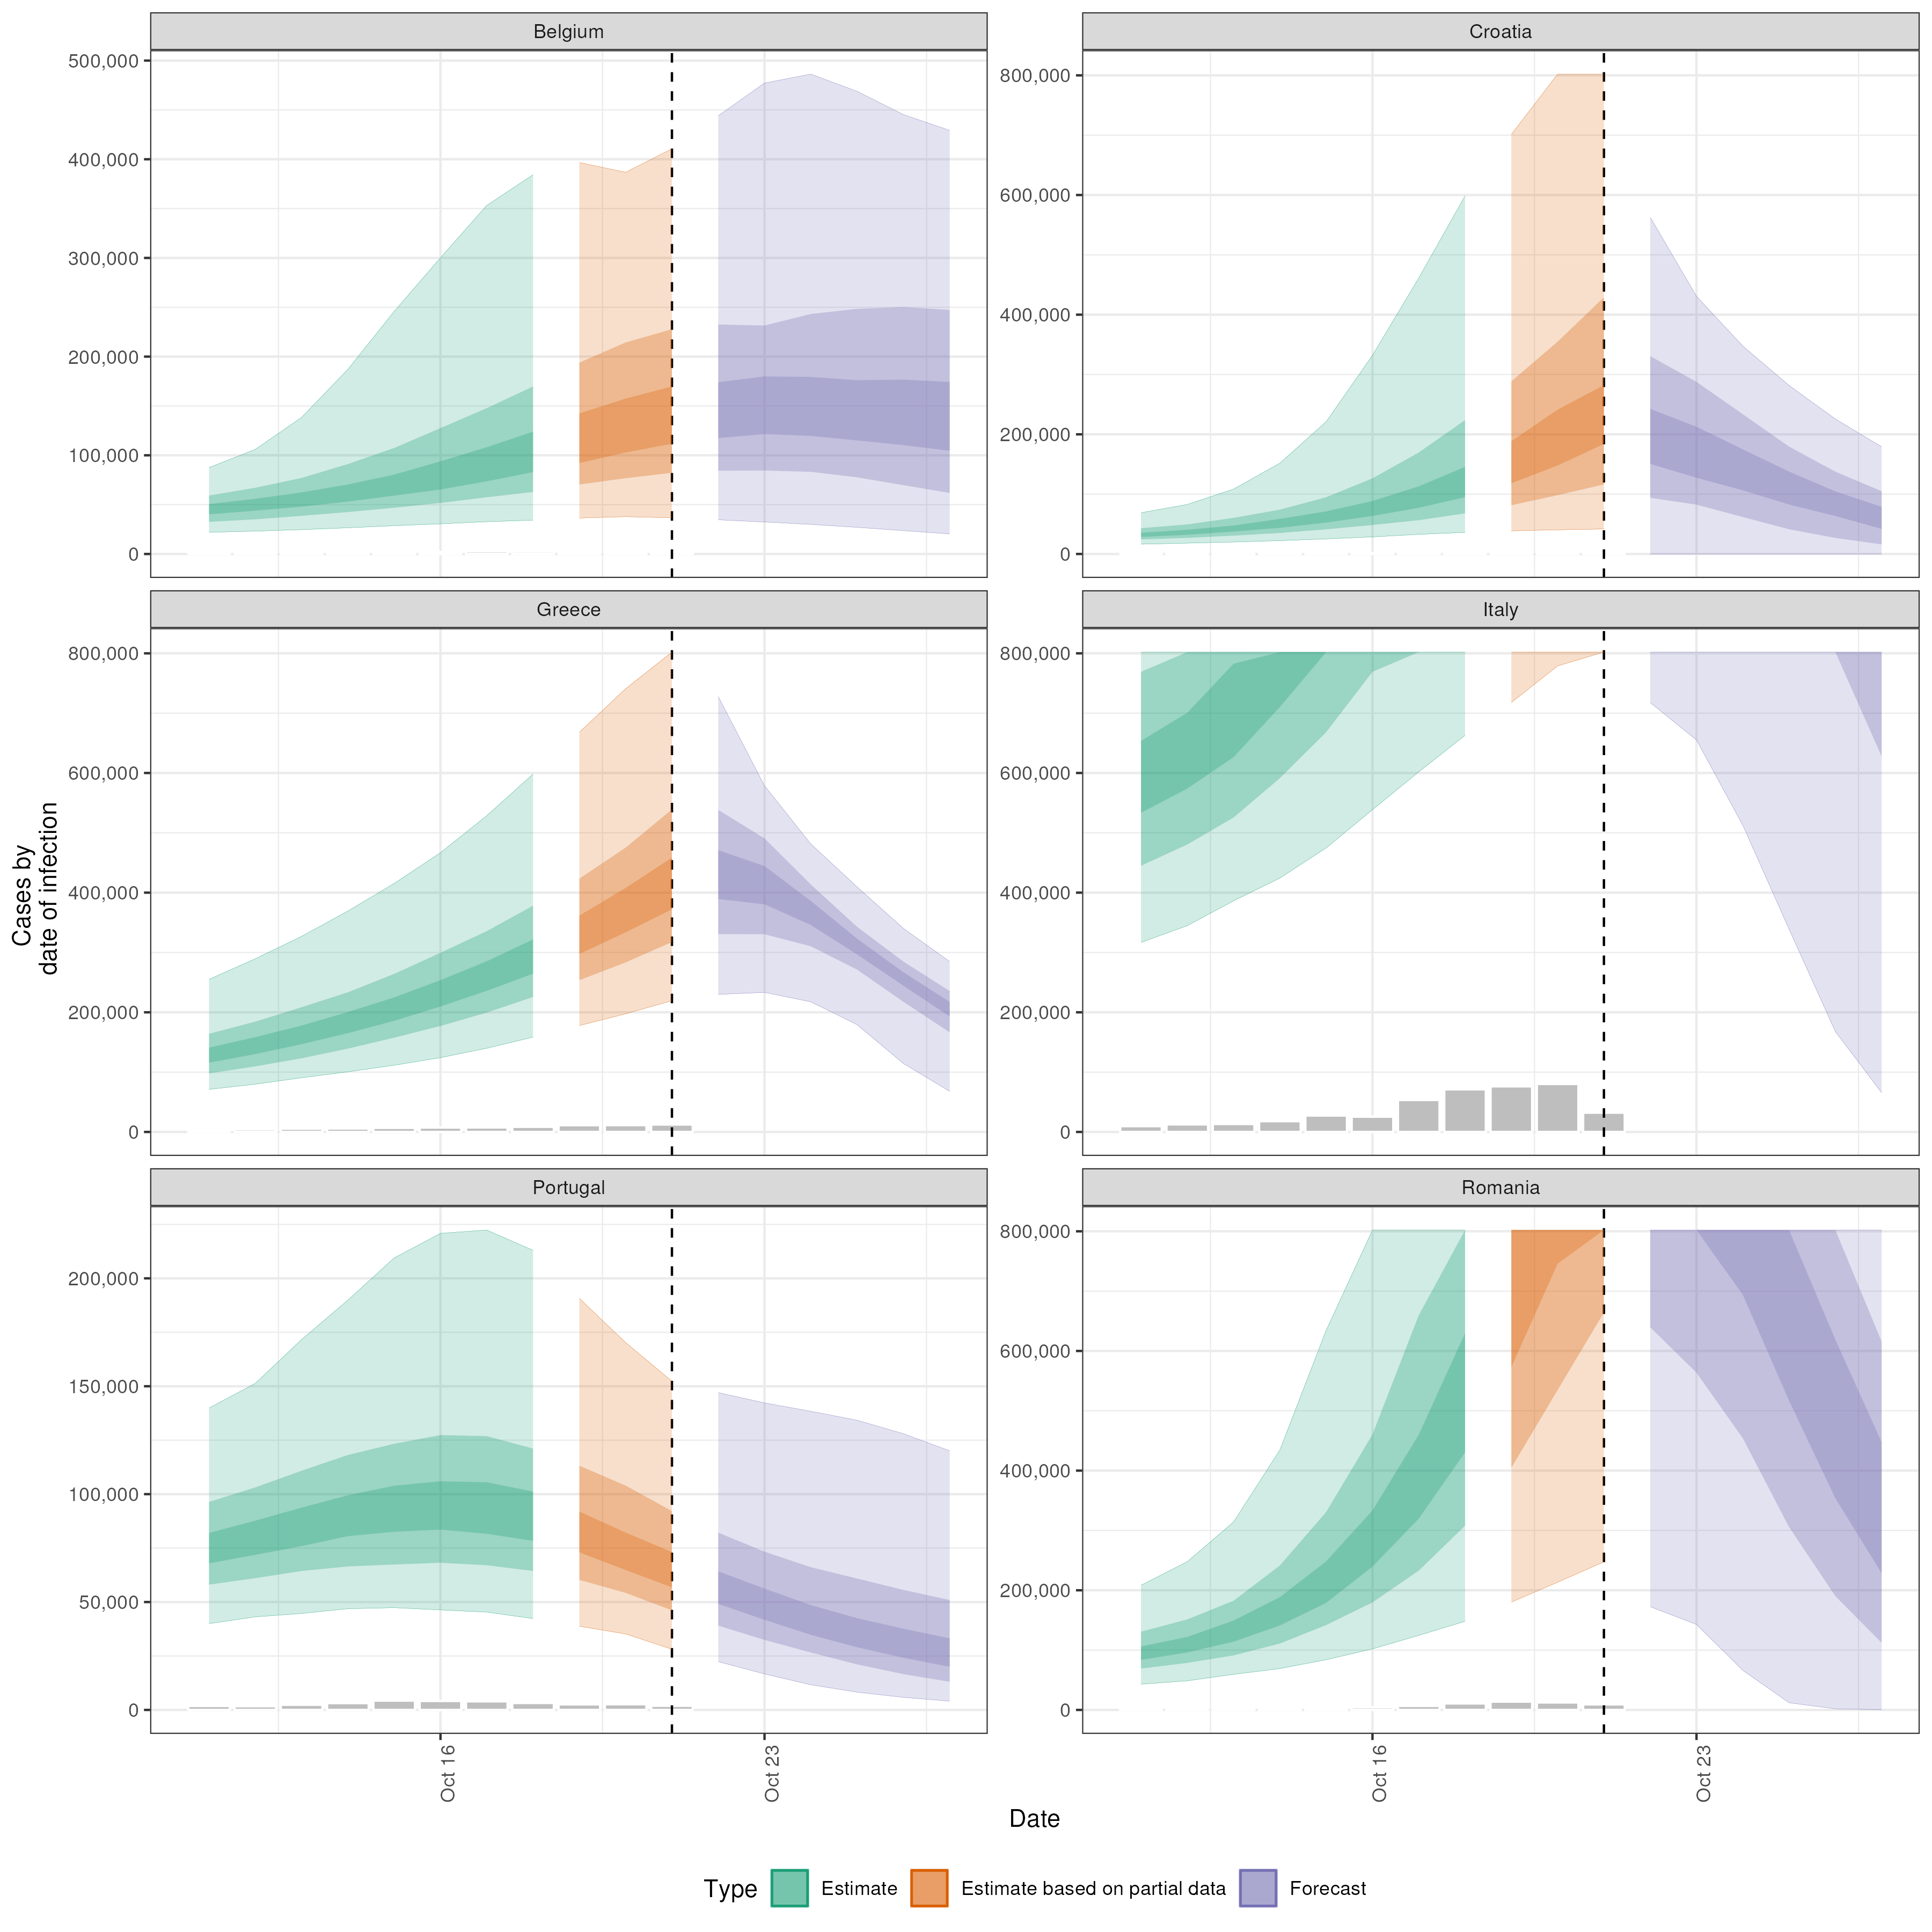 Belgium
Croatia
500,000
400,000
300,000
200,000
100,000
0
800,000
600,000
400,000
200,000
0
Greece
Italy
800,000
600,000
400,000
200,000
0
800,000
600,000
400,000
200,000
0
Cases by
date of infection
Portugal
Romania
200,000
150,000
100,000
50,000
0
800,000
600,000
400,000
200,000
0
Oct 16
Oct 23
Oct 16
Oct 23
Date
Type
Estimate
Estimate based on partial data
Forecast